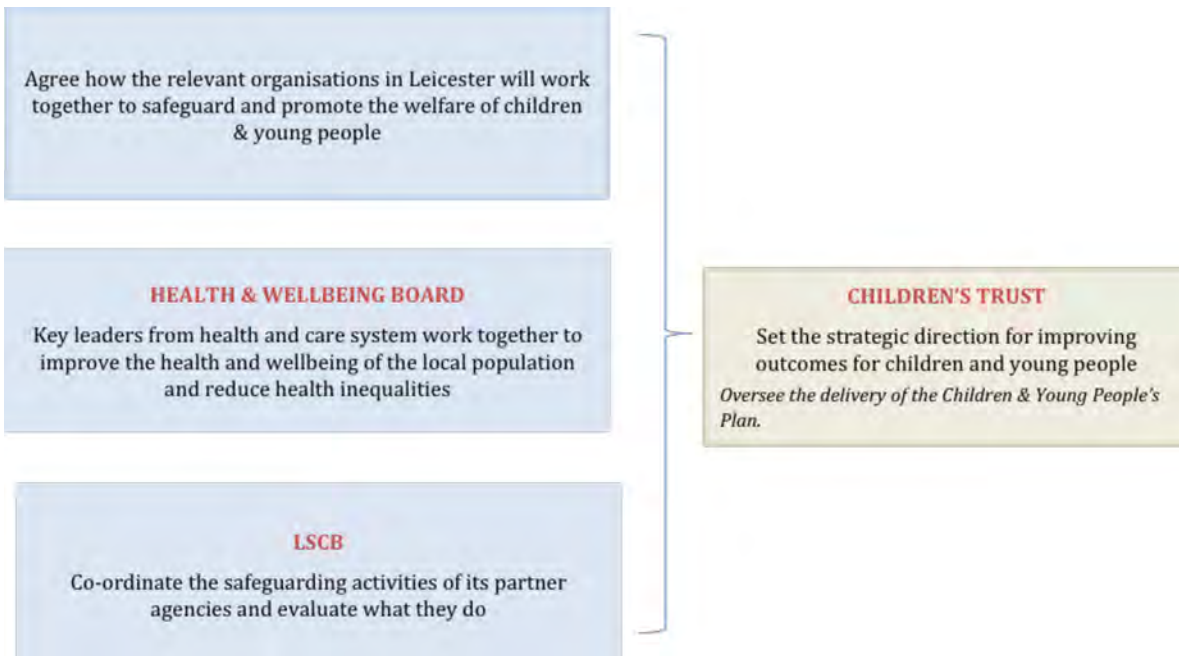 Agree how the relevant organisations in Leicester will work
together to safeguard and promote the welfare of children
& young people
HEALTH & WELLBEING BOARD
Key leaders from health and care system work together to
improve the health and wellbeing of the local population
and reduce health inequalities
LSCB
Co-ordinate the safeguarding activities of its partner
agencies and evaluate what they do
CHILDREN'S TRUST
Set the strategic direction for improving
outcomes for children and young people
Oversee the delivery of the Children & Young People's
Plan.